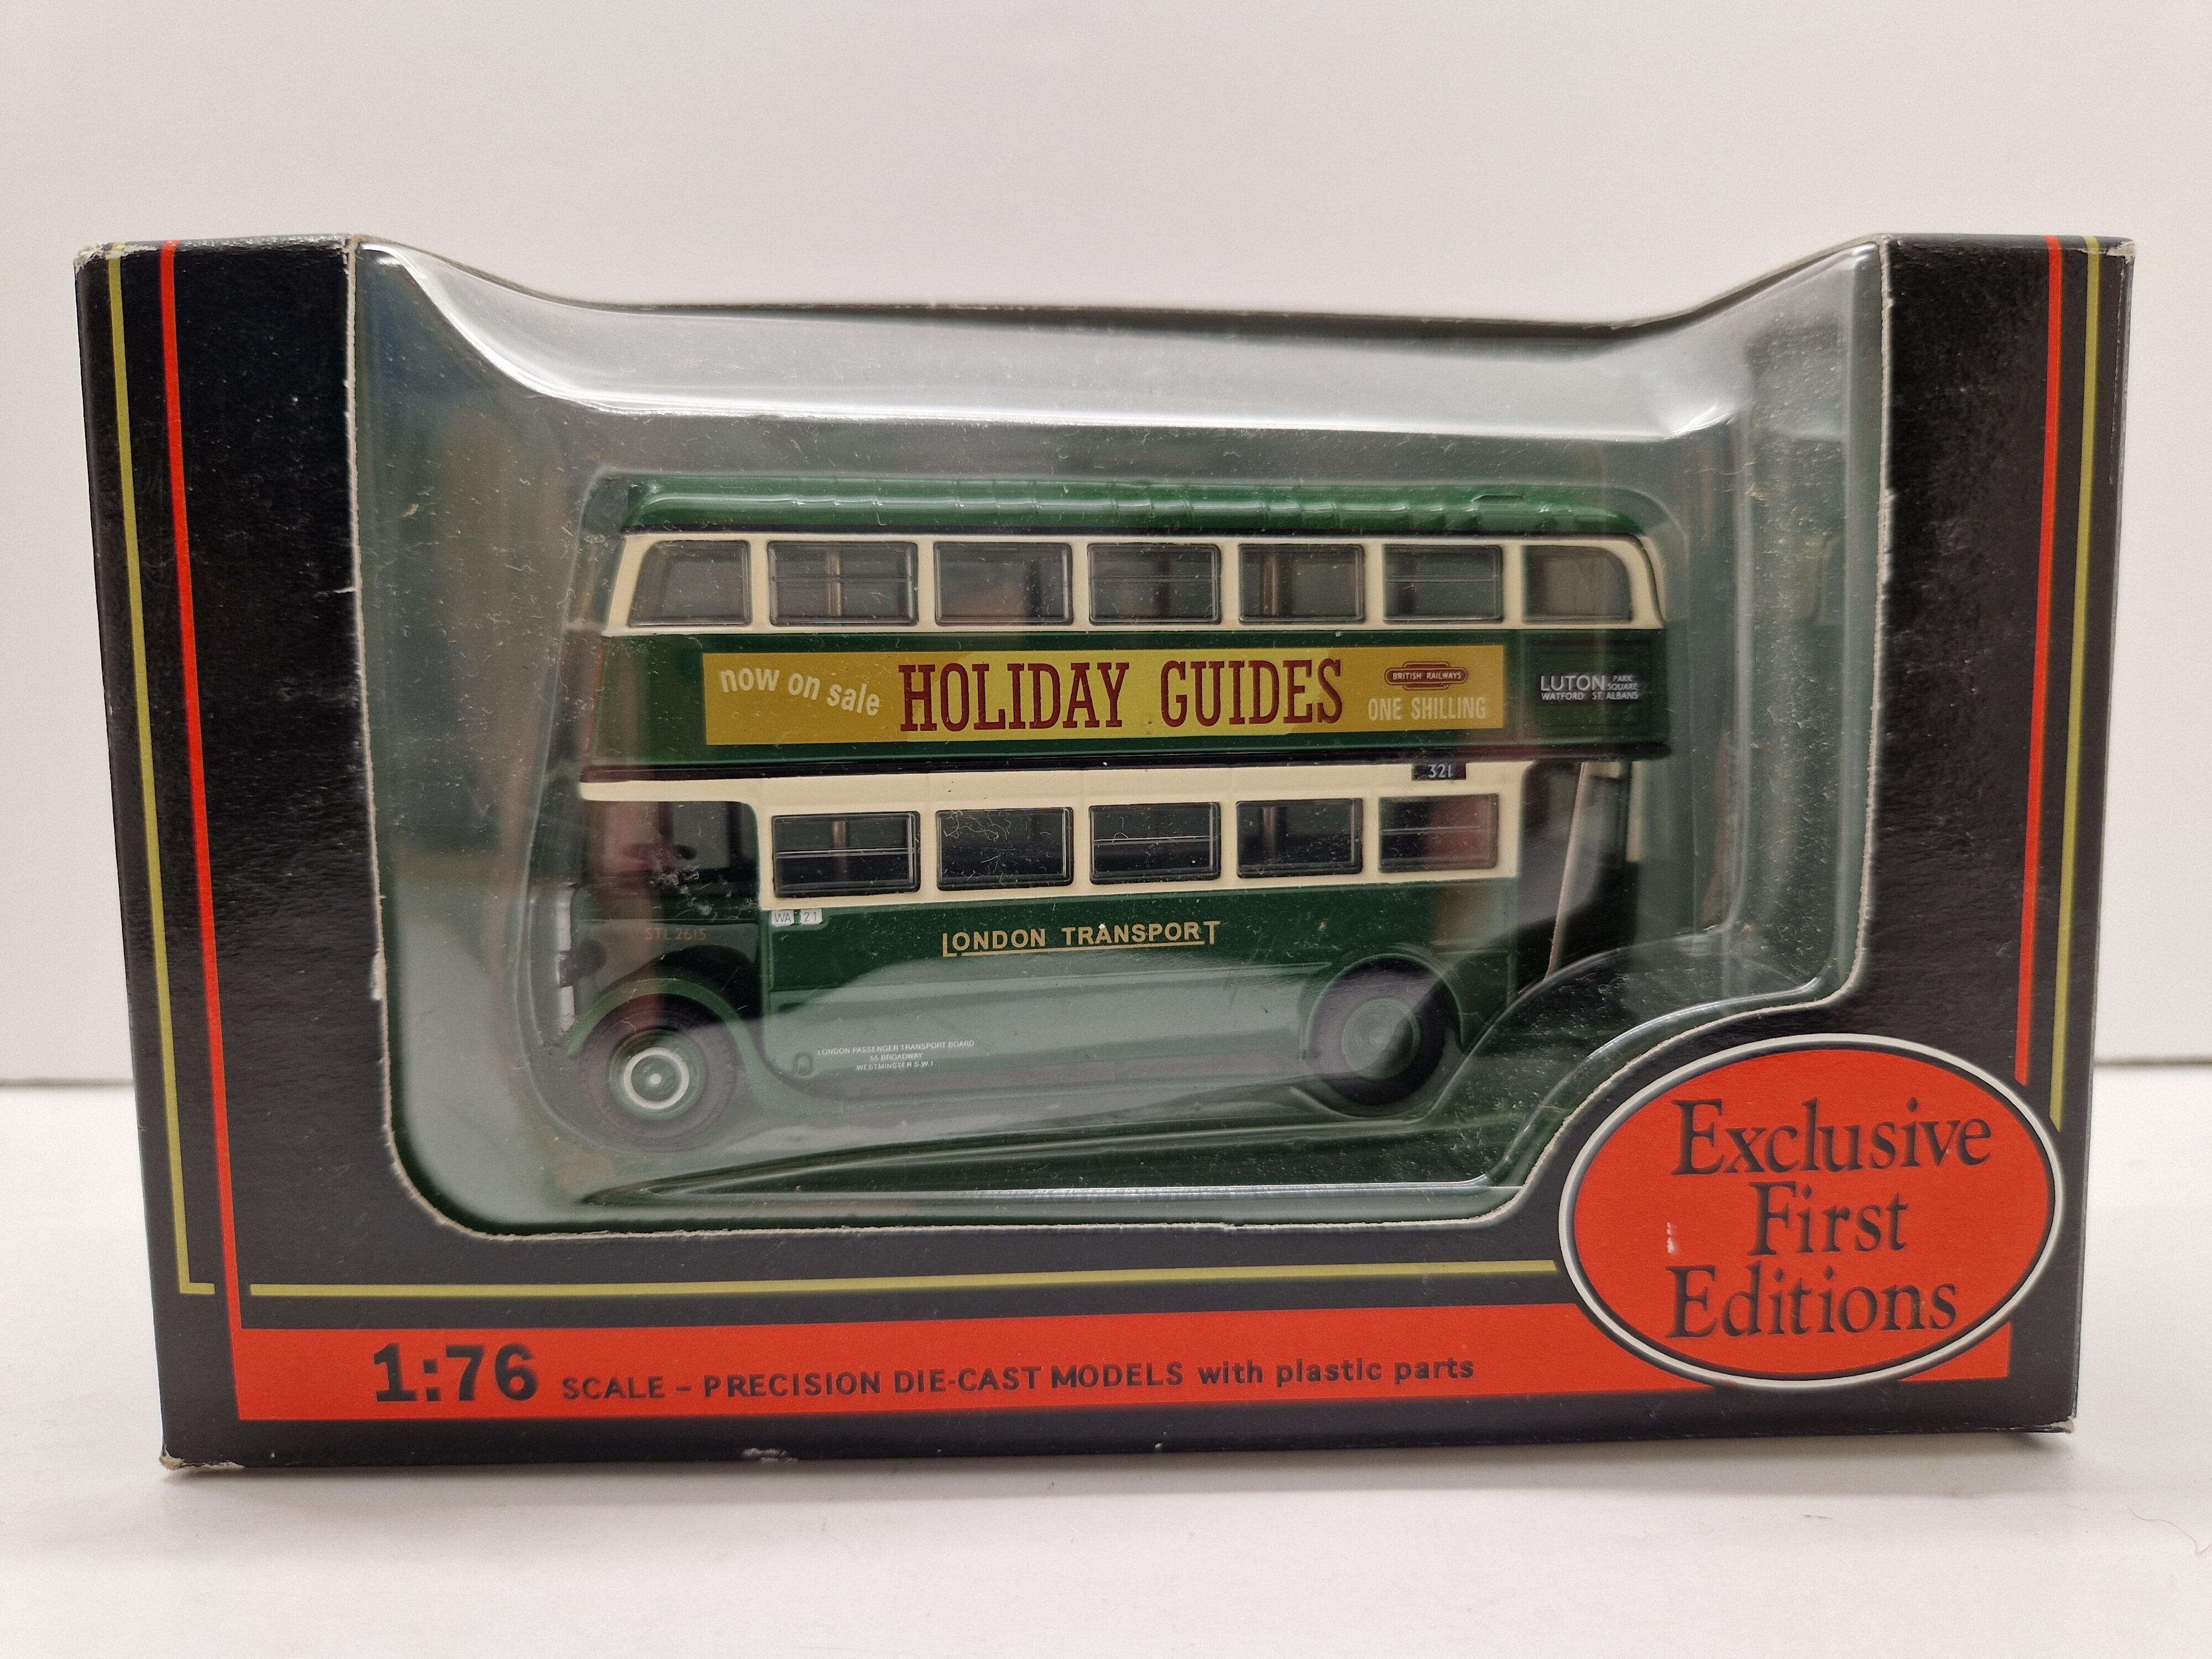 now on sale HOLIDAY GUIDES
BRITISH RAILWAYS
ONE SHILLING
LUTON PARK SQUARE
WATFORD ST. ALBANS
321
WA 21
STL 2615
LONDON TRANSPORT
LONDON PASSENGER TRANSPORT BOARD
55 BROADWAY
WESTMINSTER S.W.1.
Exclusive
First
Editions
1:76 SCALE – PRECISION DIE-CAST MODELS with plastic parts